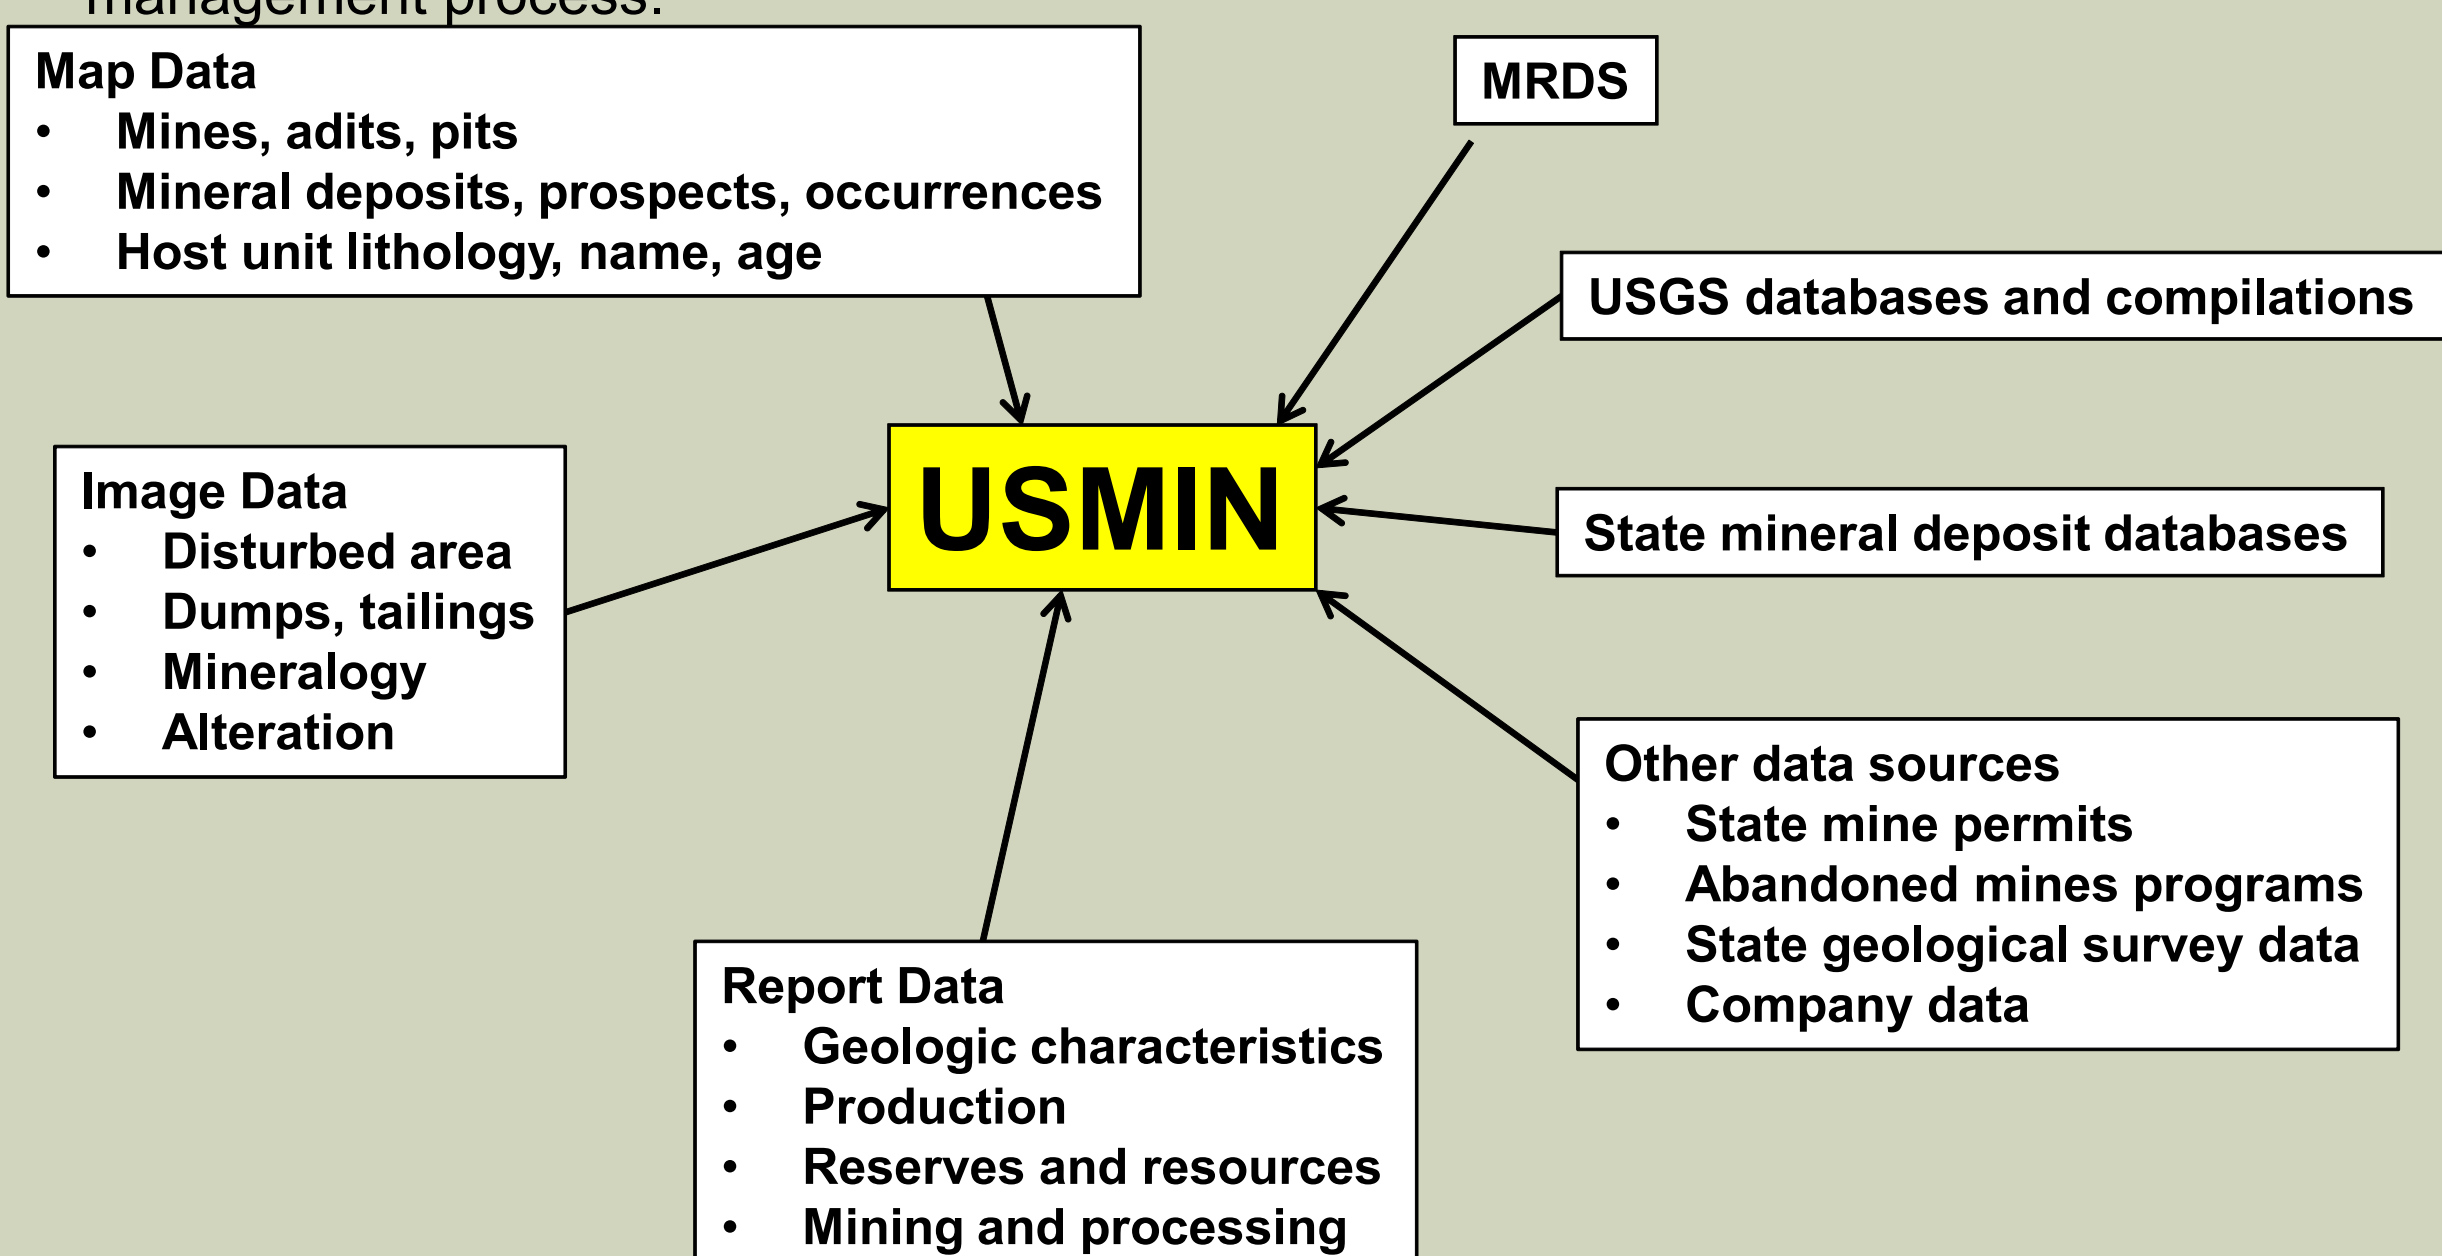 management process.
Map Data
• Mines, adits, pits
• Mineral deposits, prospects, occurrences
• Host unit lithology, name, age
MRDS
USGS databases and compilations
USMIN
Image Data
• Disturbed area
• Dumps, tailings
• Mineralogy
• Alteration
State mineral deposit databases
Other data sources
• State mine permits
• Abandoned mines programs
• State geological survey data
• Company data
Report Data
• Geologic characteristics
• Production
• Reserves and resources
• Mining and processing